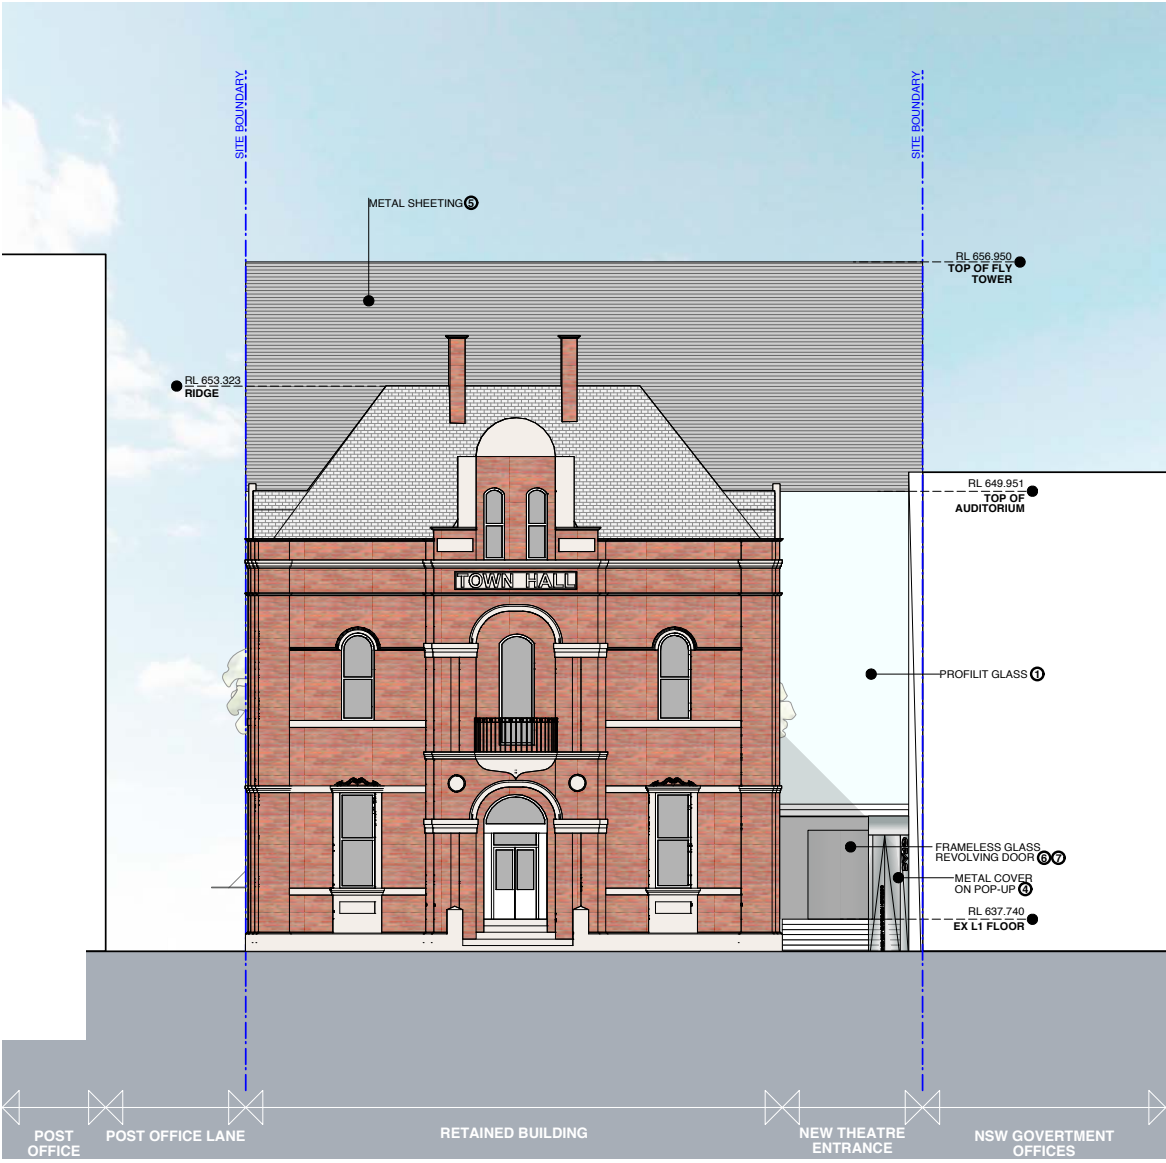 SITE BOUNDARY
SITE BOUNDARY
METAL SHEETING 5
RL 656.950
TOP OF FLY
TOWER
RL 653.323
RIDGE
RL 649.951
TOP OF
AUDITORIUM
TOWN HALL
PROFILIT GLASS 1
FRAMELESS GLASS
REVOLVING DOOR 6 7
METAL COVER
ON POP-UP 4
RL 637.740
EX L1 FLOOR
POST
OFFICE
POST OFFICE LANE
RETAINED BUILDING
NEW THEATRE
ENTRANCE
NSW GOVERTMENT
OFFICES